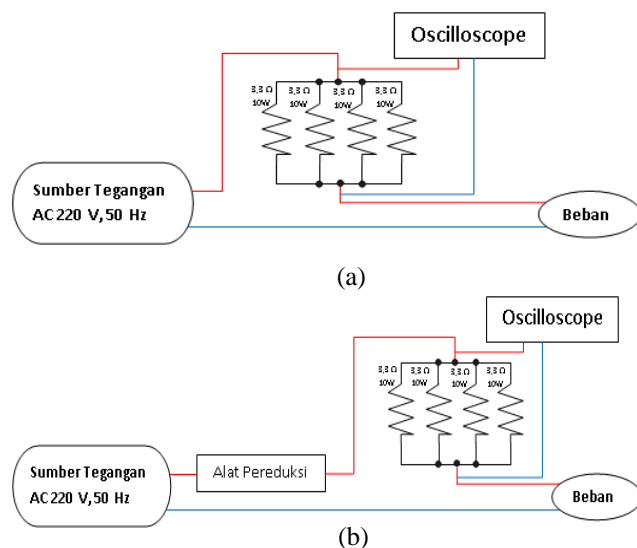 Oscilloscope
3,3 Ω 3,3 Ω 3,3 Ω 3,3 Ω
10W 10W 10W 10W
Sumber Tegangan
AC 220 V, 50 Hz
Beban
(a)
Oscilloscope
3,3 Ω 3,3 Ω 3,3 Ω 3,3 Ω
10W 10W 10W 10W
Sumber Tegangan
AC 220 V, 50 Hz
Alat Pereduksi
Beban
(b)